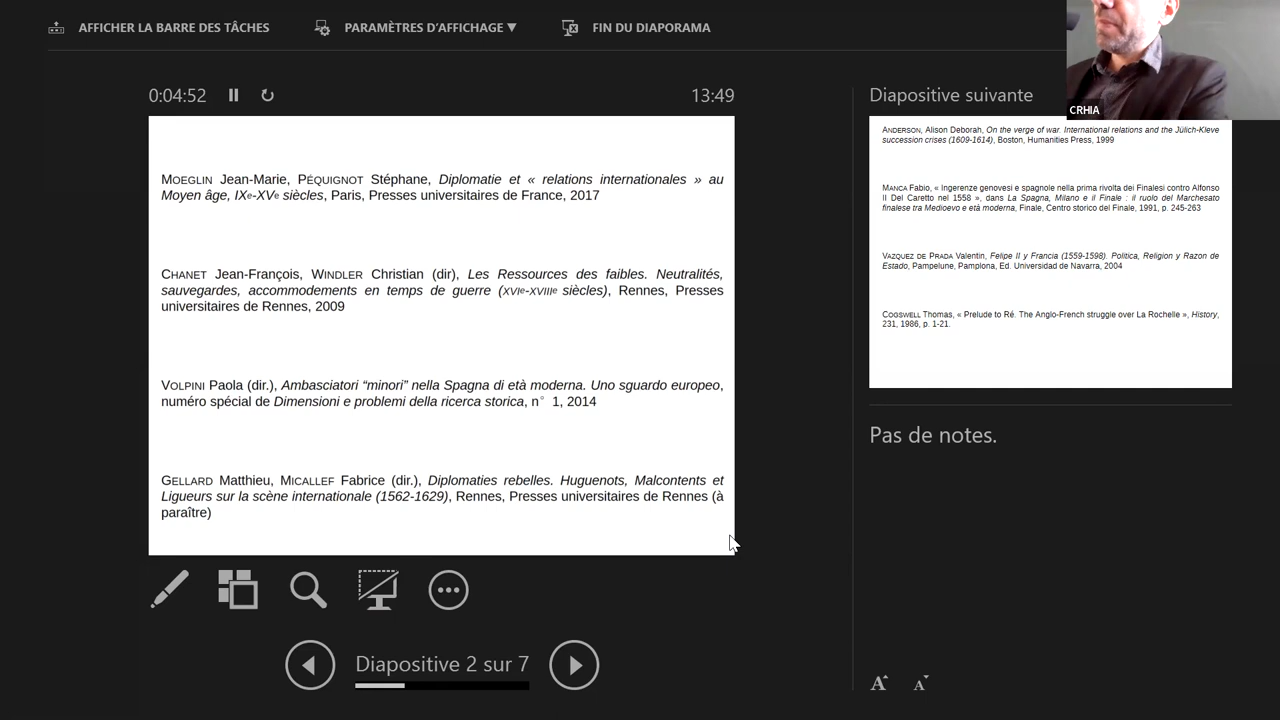 AFFICHER LA BARRE DES TÂCHES
PARAMÈTRES D'AFFICHAGE ▼
FIN DU DIAPORAMA
CRHIA
0:04:52
13:49
MOEGLIN Jean-Marie, PÉQUIGNOT Stéphane, Diplomatie et « relations internationales » au
Moyen âge, IXe-XVe siècles, Paris, Presses universitaires de France, 2017
CHANET Jean-François, WINDLER Christian (dir), Les Ressources des faibles. Neutralités,
sauvegardes, accommodements en temps de guerre (XVIe-XVIIIe siècles), Rennes, Presses
universitaires de Rennes, 2009
VOLPINI Paola (dir.), Ambasciatori “minori” nella Spagna di età moderna. Uno sguardo europeo,
numéro spécial de Dimensioni e problemi della ricerca storica, n° 1, 2014
GELLARD Matthieu, MICALLEF Fabrice (dir.), Diplomaties rebelles. Huguenots, Malcontents et
Ligueurs sur la scène internationale (1562-1629), Rennes, Presses universitaires de Rennes (à
paraître)
Diapositive 2 sur 7
Diapositive suivante
ANDERSON, Alison Deborah, On the verge of war. International relations and the Jülich-Kleve
succession crises (1609-1614), Boston, Humanities Press, 1999
MANCA Fabio, « Ingerenze genovesi e spagnole nella prima rivolta dei Finalesi contro Alfonso
II Del Caretto nel 1558 », dans La Spagna, Milano e il Finale : il ruolo del Marchesato
finalese tra Medioevo e età moderna, Finale, Centro storico del Finale, 1991, p. 245-263
VAZQUEZ DE PRADA Valentin, Felipe II y Francia (1559-1598). Politica, Religion y Razon de
Estado, Pampelune, Pamplona, Ed. Universidad de Navarra, 2004
COGSWELL Thomas, « Prelude to Ré. The Anglo-French struggle over La Rochelle », History,
231, 1986, p. 1-21.
Pas de notes.
A A